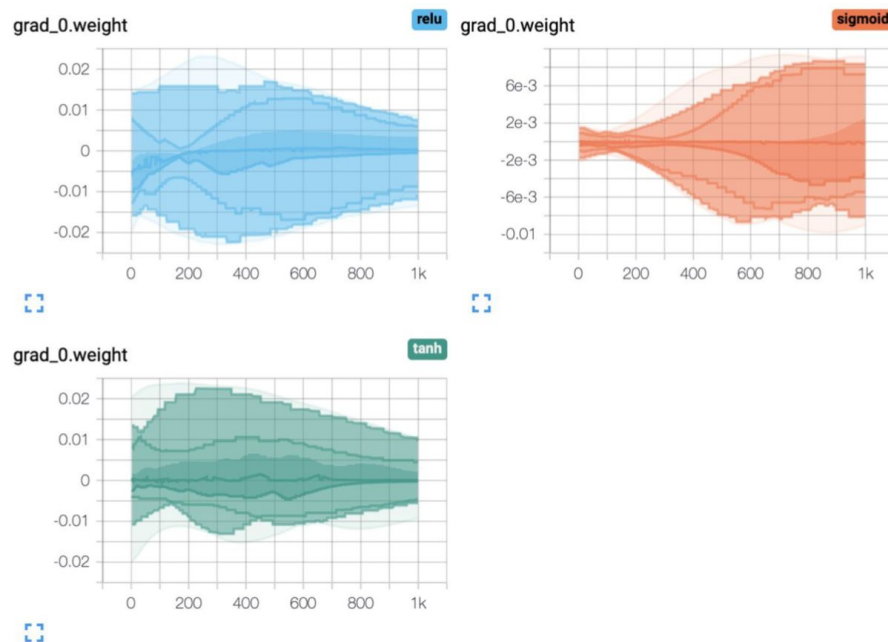 grad_0.weight relu
0.02
0.01
0
-0.01
-0.02
0 200 400 600 800 1k
grad_0.weight sigmoid
6e-3
2e-3
-2e-3
-6e-3
-0.01
0 200 400 600 800 1k
grad_0.weight tanh
0.02
0.01
0
-0.01
-0.02
0 200 400 600 800 1k